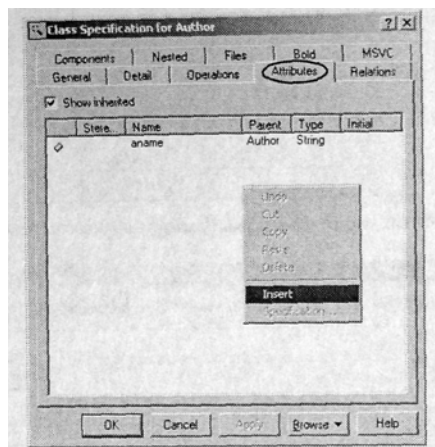 Class Specification for Author
Components Nested Files Bold MSVC
General Detail Operations Attributes Relations
Show inherited
Stere... Name Parent Type Initial
aname Author String
Undo
Cut
Copy
Paste
Delete
Insert
Specification...
OK Cancel Apply Browse Help